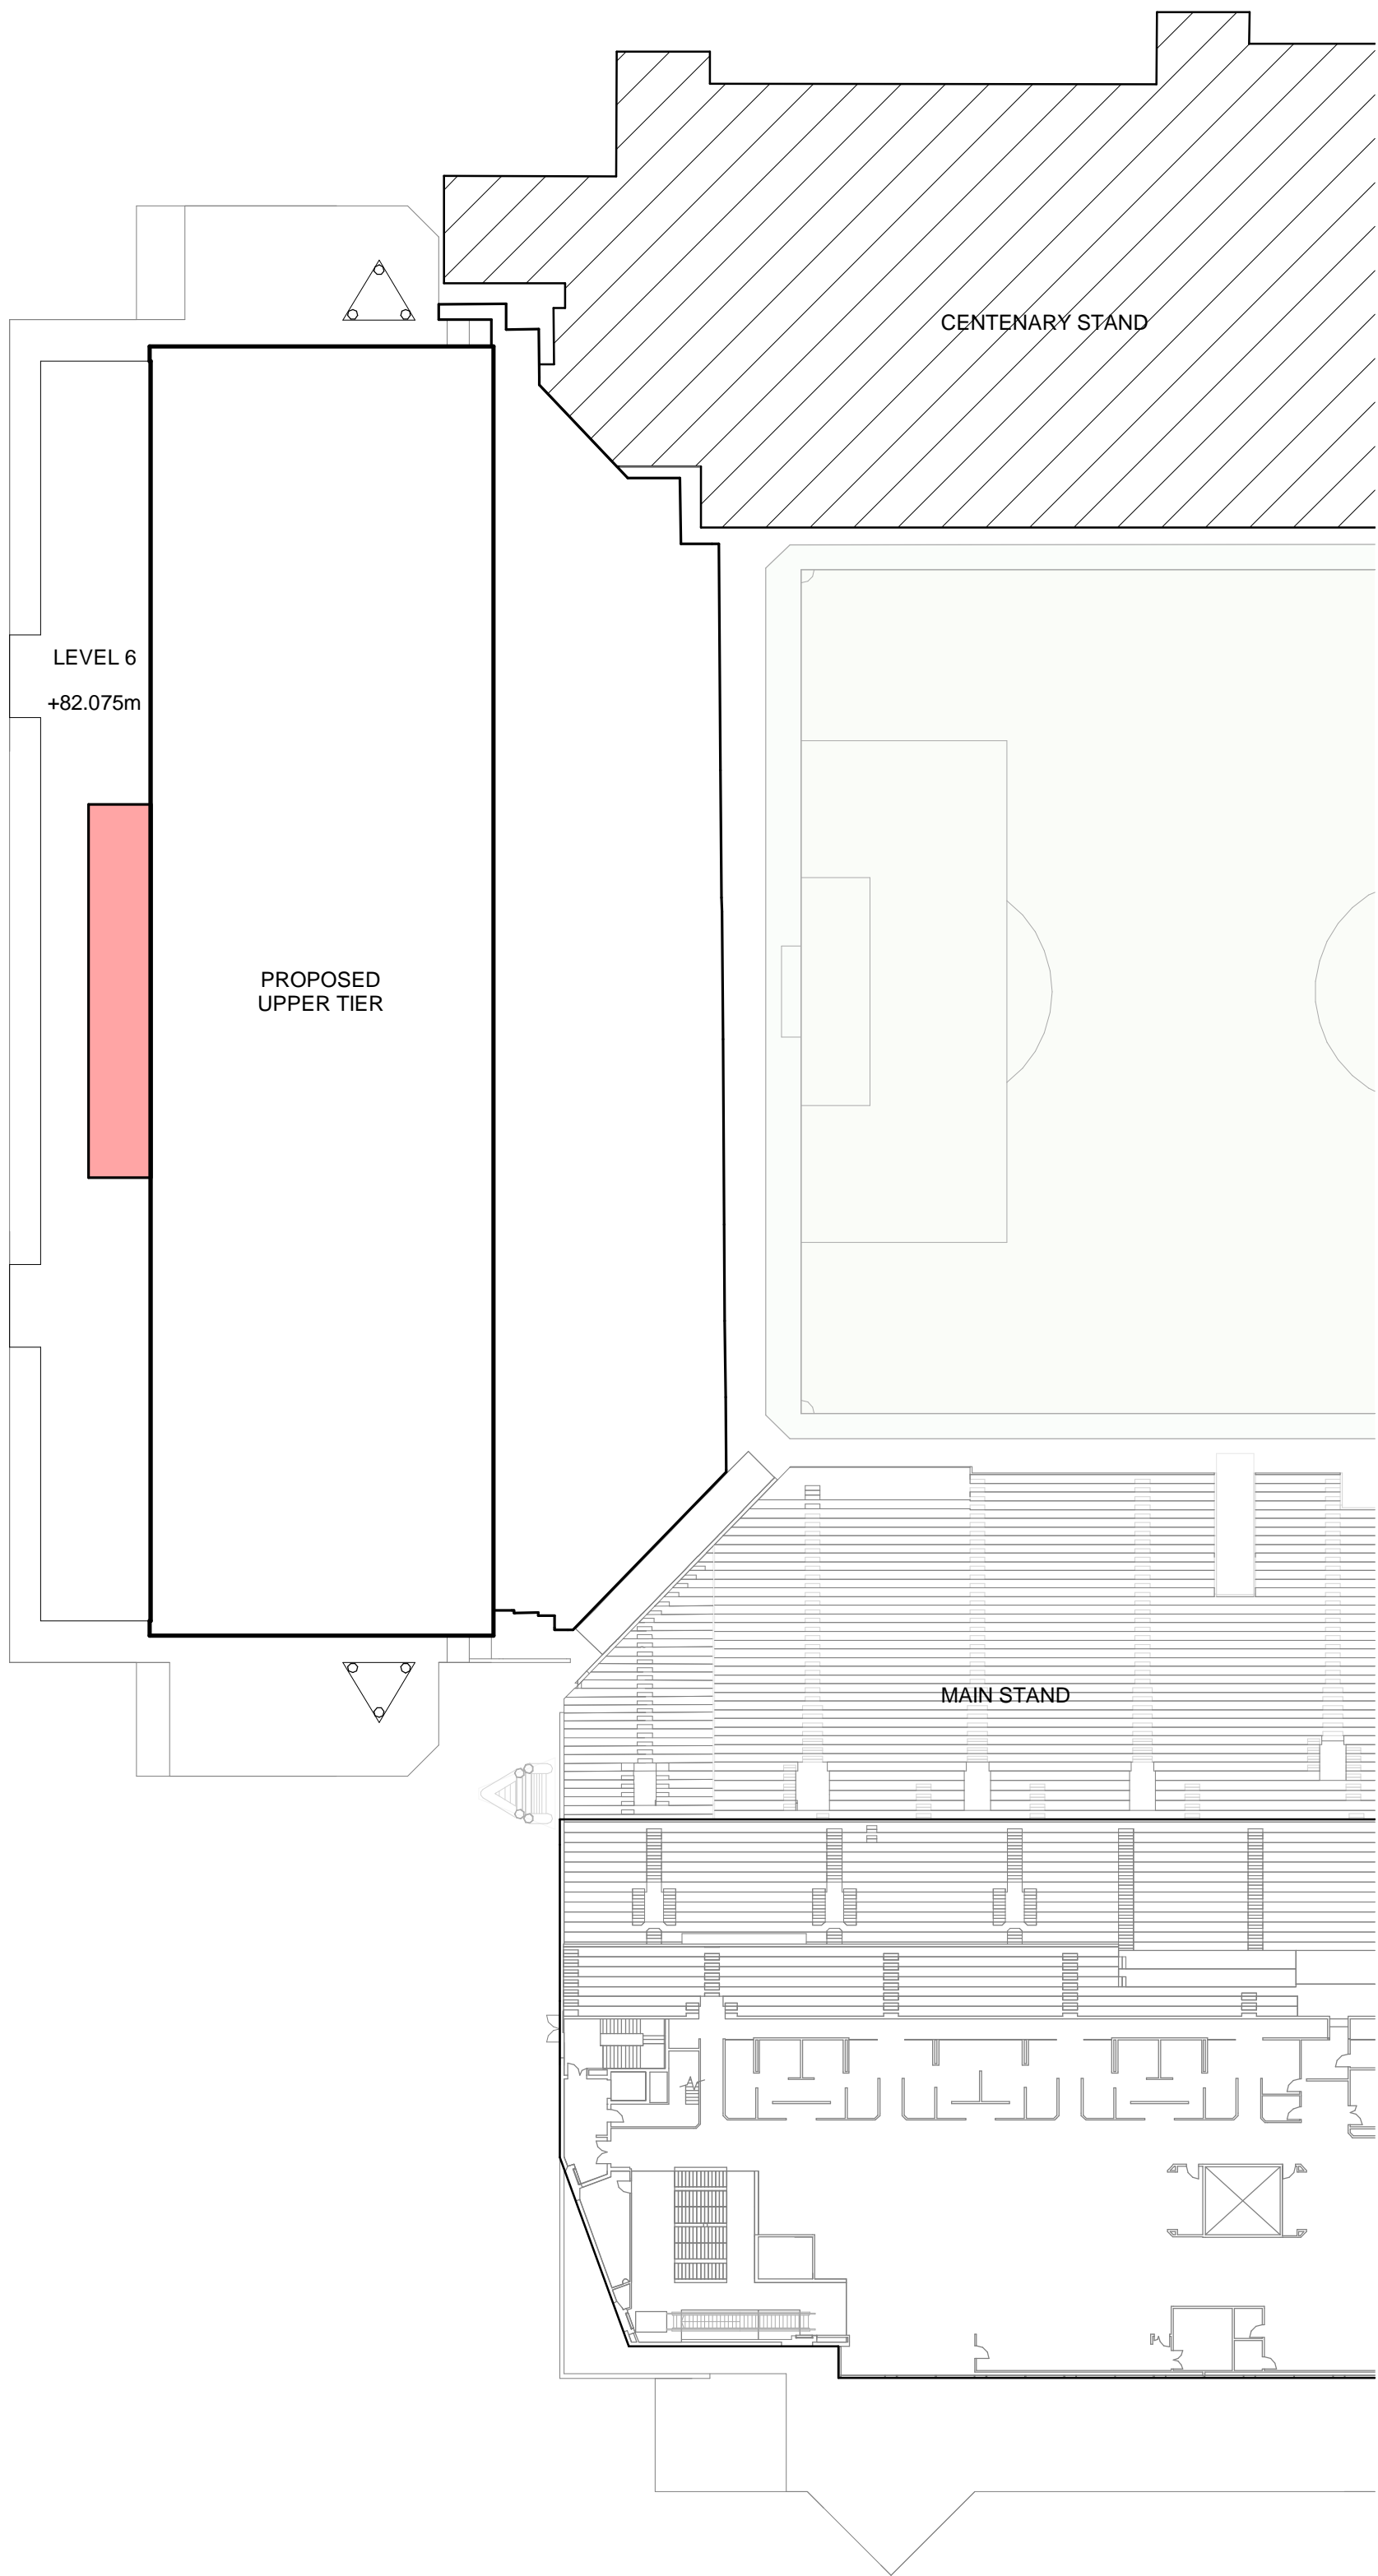 CENTENARY STAND
LEVEL 6
+82.075m
PROPOSED
UPPER TIER
MAIN STAND